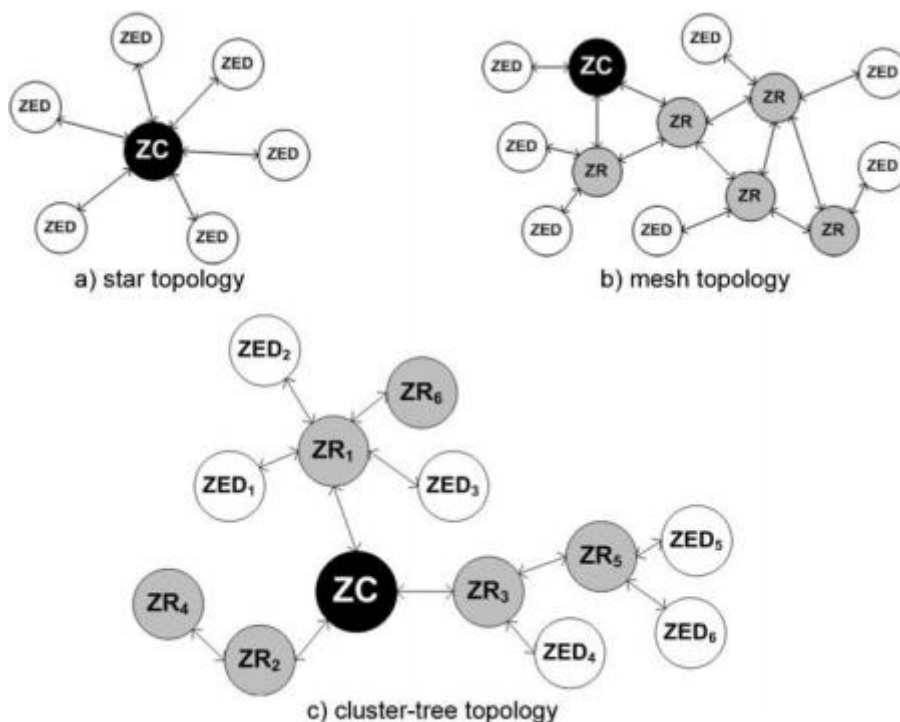 ZED
ZED
ZED
ZC
ZED
ZED
ZED
a) star topology
ZED
ZC
ZED
ZED
ZR
ZR
ZED
ZR
ZED
ZED
ZR
ZED
ZR
b) mesh topology
ZED₂
ZR₆
ZR₁
ZED₁
ZED₃
ZED₅
ZR₅
ZC
ZR₃
ZR₄
ZED₆
ZR₂
ZED₄
c) cluster-tree topology